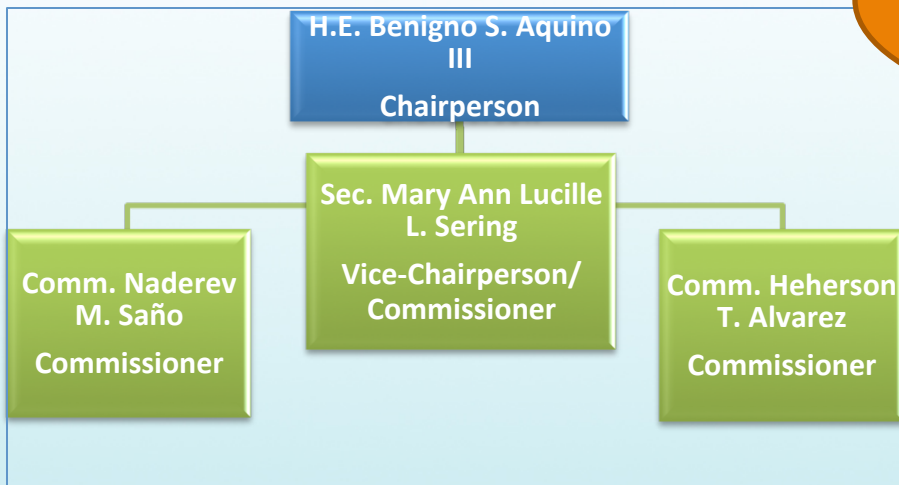 H.E. Benigno S. Aquino
III
Chairperson
Sec. Mary Ann Lucille
L. Sering
Vice-Chairperson/
Commissioner
Comm. Naderev
M. Saño
Commissioner
Comm. Heherson
T. Alvarez
Commissioner